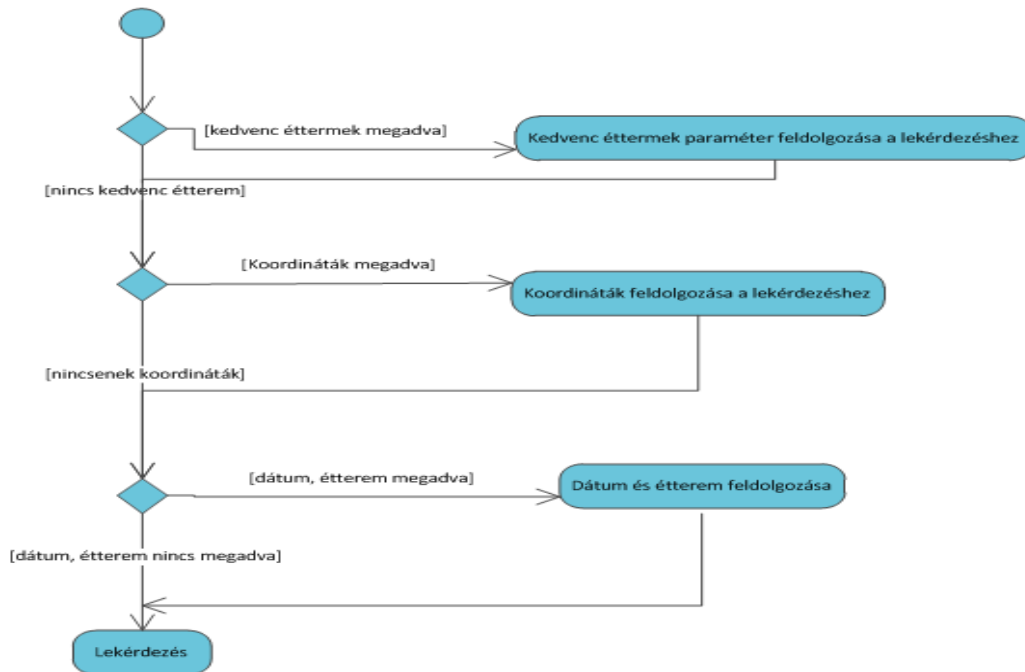 [kedvenc éttermek megadva]
Kedvenc éttermek paraméter feldolgozása a lekérdezéshez
[nincs kedvenc étterem]
[Koordináták megadva]
Koordináták feldolgozása a lekérdezéshez
[nincsenek koordináták]
[dátum, étterem megadva]
Dátum és étterem feldolgozása
[dátum, étterem nincs megadva]
Lekérdezés